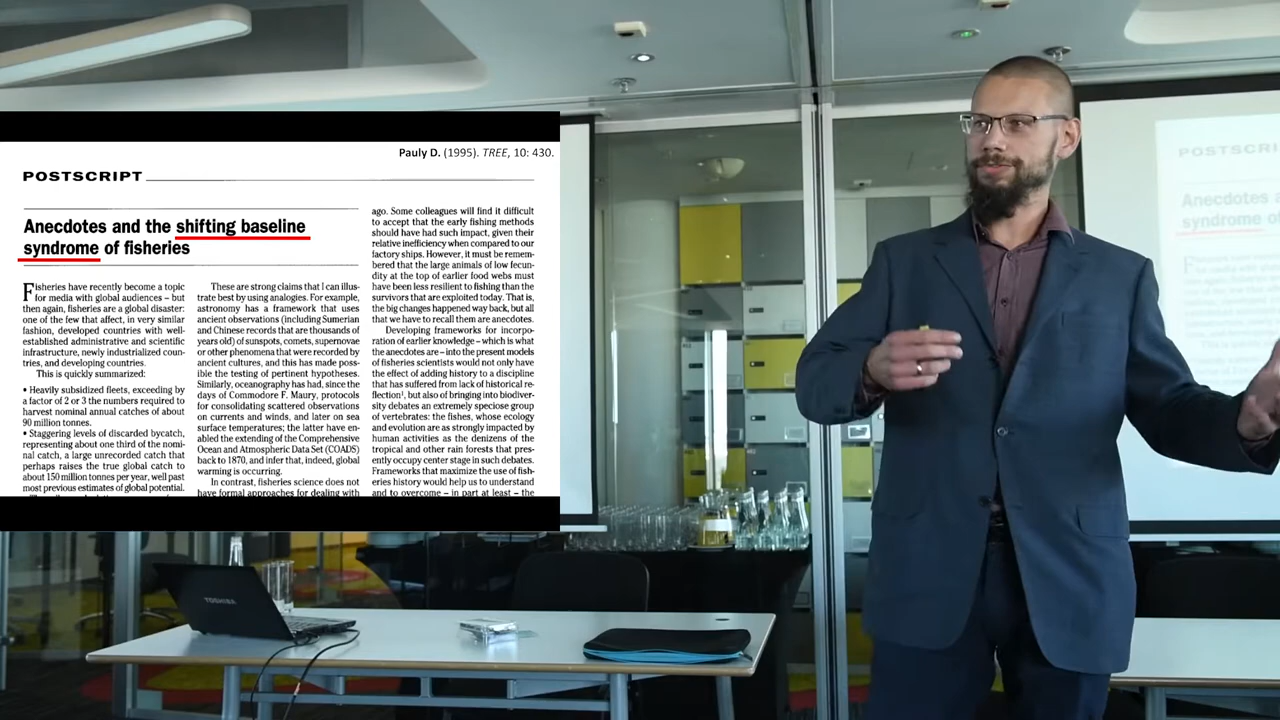 Pauly D. (1995). TREE, 10: 430.
POSTSCRIPT
Anecdotes and the shifting baseline
syndrome of fisheries
Fisheries have recently become a topic
for media with global audiences – but
then again, fisheries are a global disaster:
one of the few that affect, in very similar
fashion, developed countries with well-
established administrative and scientific
infrastructure, newly industrialized coun-
tries, and developing countries.
This is quickly summarized:
• Heavily subsidized fleets, exceeding by
a factor of 2 or 3 the numbers required to
harvest nominal annual catches of about
90 million tonnes.
• Staggering levels of discarded bycatch,
representing about one third of the nomi-
nal catch, a large unrecorded catch that
perhaps raises the true global catch to
about 150 million tonnes per year, well past
most previous estimates of global potential.
These are strong claims that I can illus-
trate best by using analogies. For example,
astronomy has a framework that uses
ancient observations (including Sumerian
and Chinese records that are thousands of
years old) of sunspots, comets, supernovae
or other phenomena that were recorded by
ancient cultures, and this has made poss-
ible the testing of pertinent hypotheses.
Similarly, oceanography has had, since the
days of Commodore F. Maury, protocols
for consolidating scattered observations
on currents and winds, and later on sea
surface temperatures; the latter have en-
abled the extending of the Comprehensive
Ocean and Atmospheric Data Set (COADS)
back to 1870, and infer that, indeed, global
warming is occurring.
In contrast, fisheries science does not
have formal approaches for dealing with
ago. Some colleagues will find it difficult
to accept that the early fishing methods
should have had such impact, given their
relative inefficiency when compared to our
factory ships. However, it must be remem-
bered that the large animals of low fecun-
dity at the top of earlier food webs must
have been less resilient to fishing than the
survivors that are exploited today. That is,
the big changes happened way back, but all
that we have to recall them are anecdotes.
Developing frameworks for incorpo-
ration of earlier knowledge – which is what
the anecdotes are – into the present models
of fisheries scientists would not only have
the effect of adding history to a discipline
that has suffered from lack of historical re-
flection¹, but also of bringing into biodiver-
sity debates an extremely speciose group
of vertebrates: the fishes, whose ecology
and evolution are as strongly impacted by
human activities as the denizens of the
tropical and other rain forests that pres-
ently occupy center stage in such debates.
Frameworks that maximize the use of fish-
eries history would help us to understand
and to overcome – in part at least – the
POSTSCRI
Anecdotes a
syndrome o
TOSHIBA